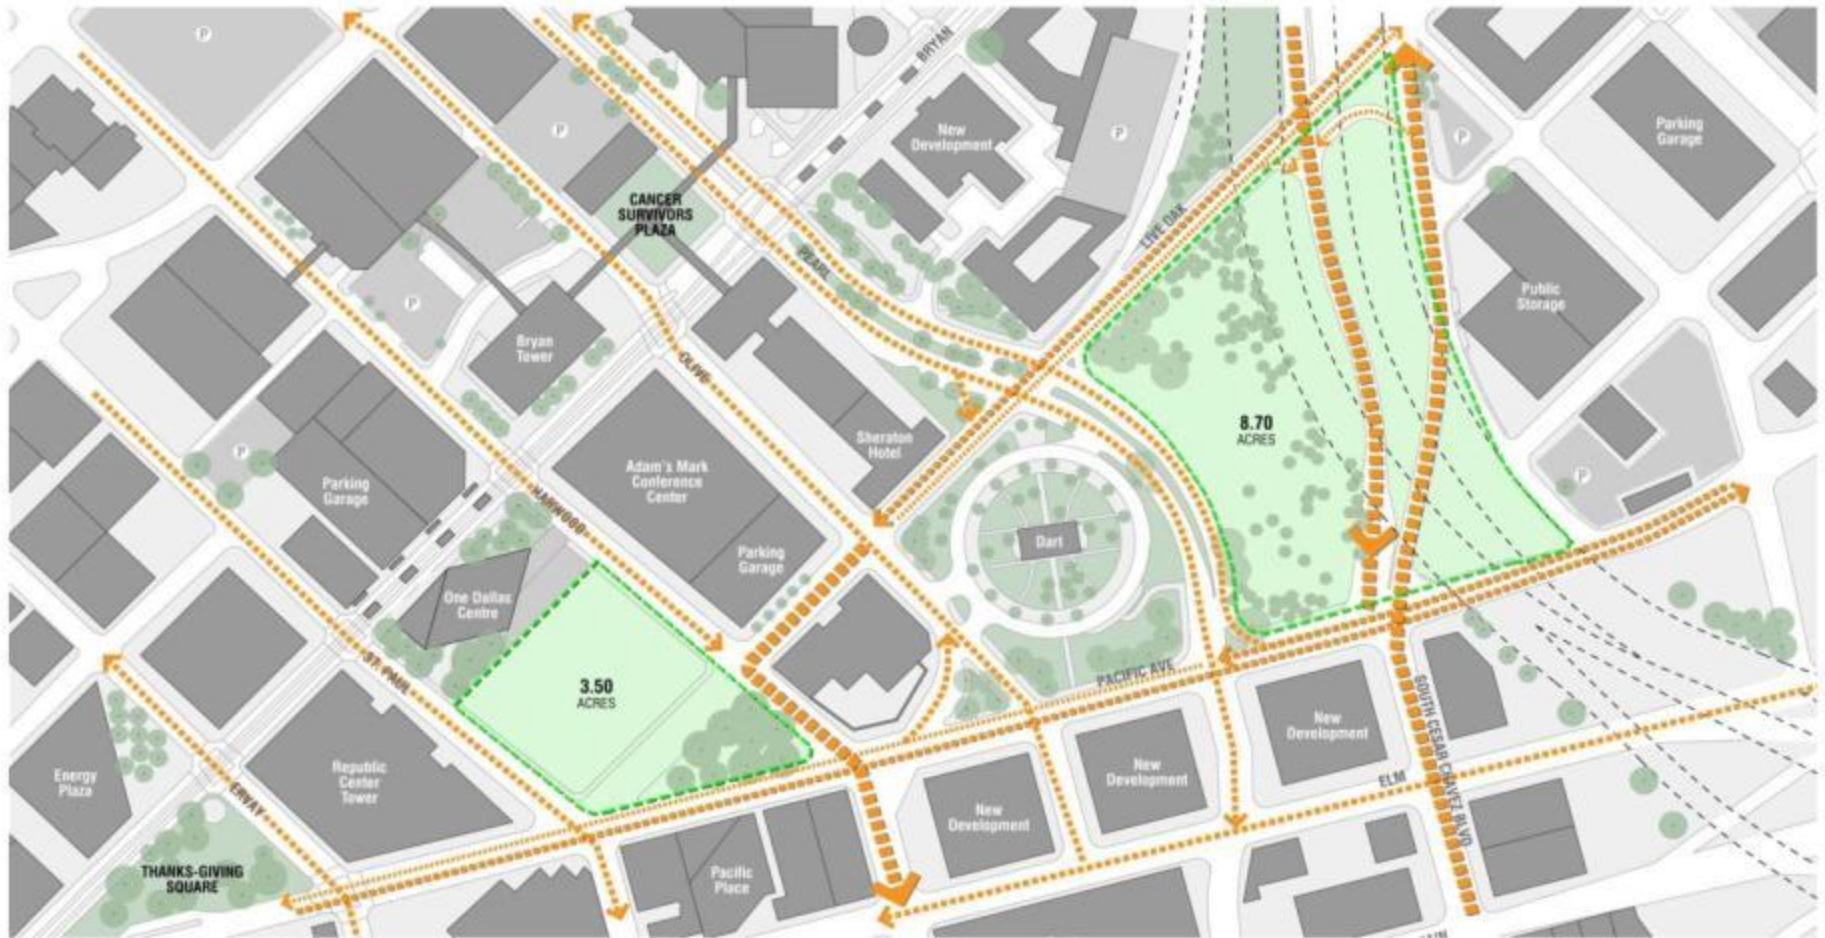 P
BRYAN
New
Development
P
P
P
Parking
Garage
CANCER
SURVIVORS
PLAZA
LIVE OAK
PEARL
P
Bryan
Tower
Public
Storage
OLIVE
8.70
ACRES
Sheraton
Hotel
P
Parking
Garage
Adam's Mark
Conference
Center
P
HARWOOD
Parking
Garage
Dart
One Dallas
Centre
ST. PAUL
3.50
ACRES
PACIFIC AVE
SOUTH CESAR CHAVEZ BLVD
New
Development
New
Development
ELM
Energy
Plaza
Republic
Center
Tower
ERVAY
New
Development
THANKS-GIVING
SQUARE
Pacific
Place